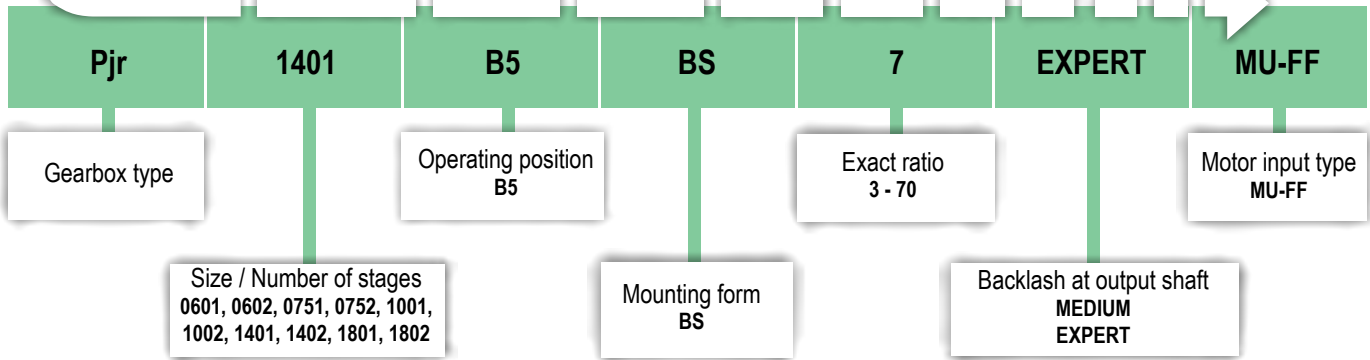 Pjr 1401 B5 BS 7 EXPERT MU-FF
Gearbox type
Operating position
B5
Exact ratio
3 - 70
Motor input type
MU-FF
Size / Number of stages
0601, 0602, 0751, 0752, 1001,
1002, 1401, 1402, 1801, 1802
Mounting form
BS
Backlash at output shaft
MEDIUM
EXPERT